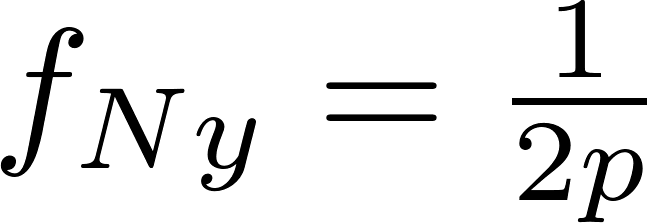 f_{Ny} = \frac{1}{2p}